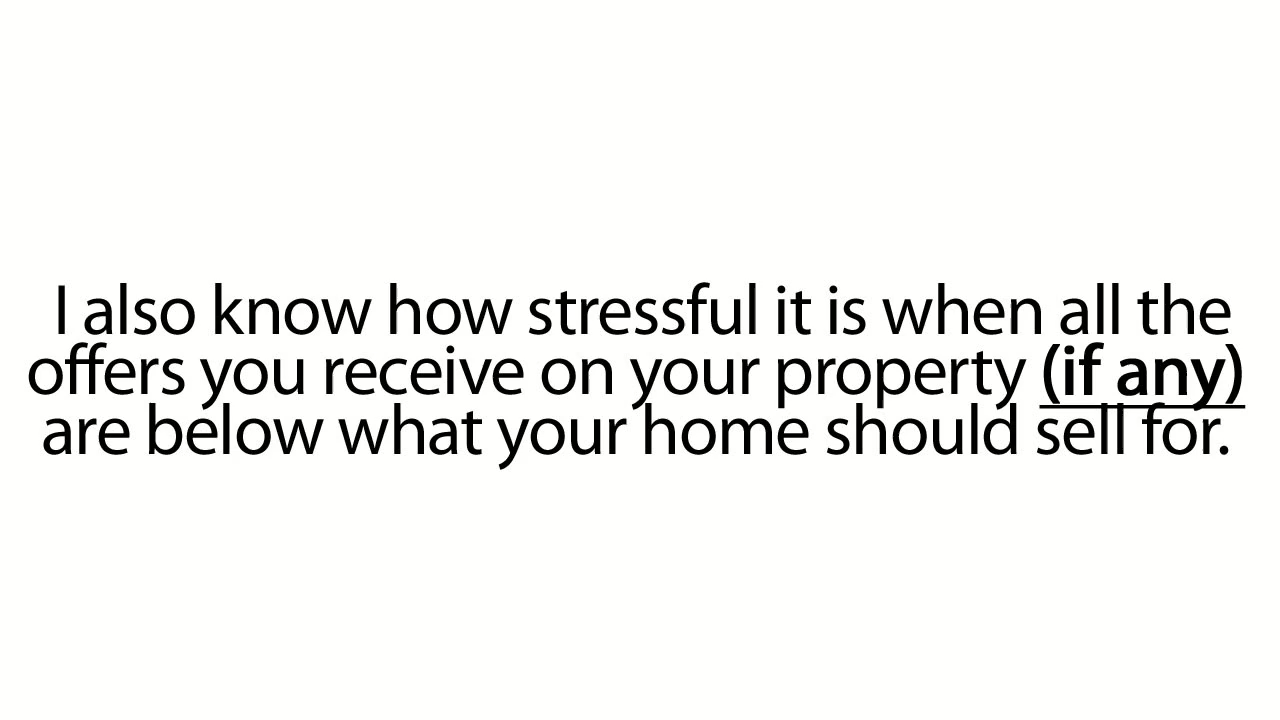 I also know how stressful it is when all the
offers you receive on your property (if any)
are below what your home should sell for.